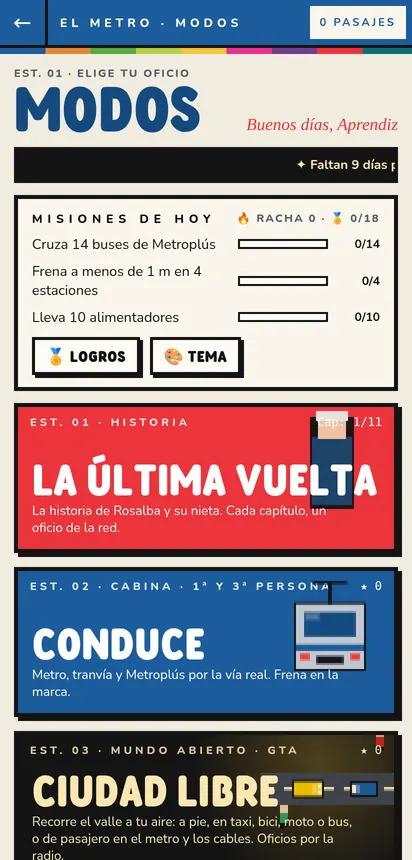 ← EL METRO · MODOS 0 PASAJES
EST. 01 · ELIGE TU OFICIO
MODOS
Buenos días, Aprendiz
✦ Faltan 9 días
MISIONES DE HOY 🔥 RACHA 0 · 🏅 0/18
Cruza 14 buses de Metroplús 0/14
Frena a menos de 1 m en 4
estaciones 0/4
Lleva 10 alimentadores 0/10
🏅 LOGROS 🎨 TEMA
EST. 01 · HISTORIA Cap. 1/11
LA ÚLTIMA VUELTA
La historia de Rosalba y su nieta. Cada capítulo, un
oficio de la red.
EST. 02 · CABINA · 1ª Y 3ª PERSONA ★ 0
CONDUCE
Metro, tranvía y Metroplús por la vía real. Frena en la
marca.
EST. 03 · MUNDO ABIERTO · GTA ★ 0
CIUDAD LIBRE
Recorre el valle a tu aire: a pie, en taxi, bici, moto o bus,
o de pasajero en el metro y los cables. Oficios por la
radio.